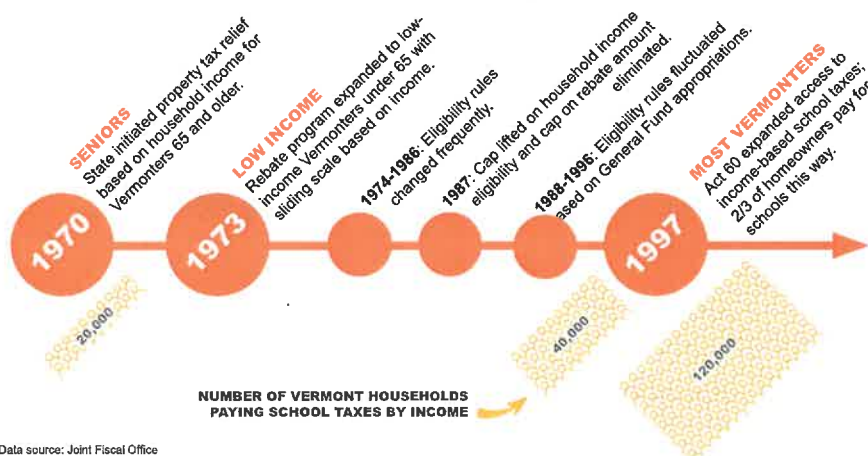 SENIORS
State initiated property tax relief
based on household income for
Vermonters 65 and older.
LOW INCOME
Rebate program expanded to low-
income Vermonters under 65 with
sliding scale based on income.
1974-1986: Eligibility rules
changed frequently.
1987: Cap lifted on household income
eligibility and cap on rebate amount
eliminated.
1988-1996: Eligibility rules fluctuated
based on General Fund appropriations.
MOST VERMONTERS
Act 60 expanded access to
income-based school taxes;
2/3 of homeowners pay for
schools this way.
1970
1973
1997
20,000
40,000
120,000
NUMBER OF VERMONT HOUSEHOLDS
PAYING SCHOOL TAXES BY INCOME
Data source: Joint Fiscal Office